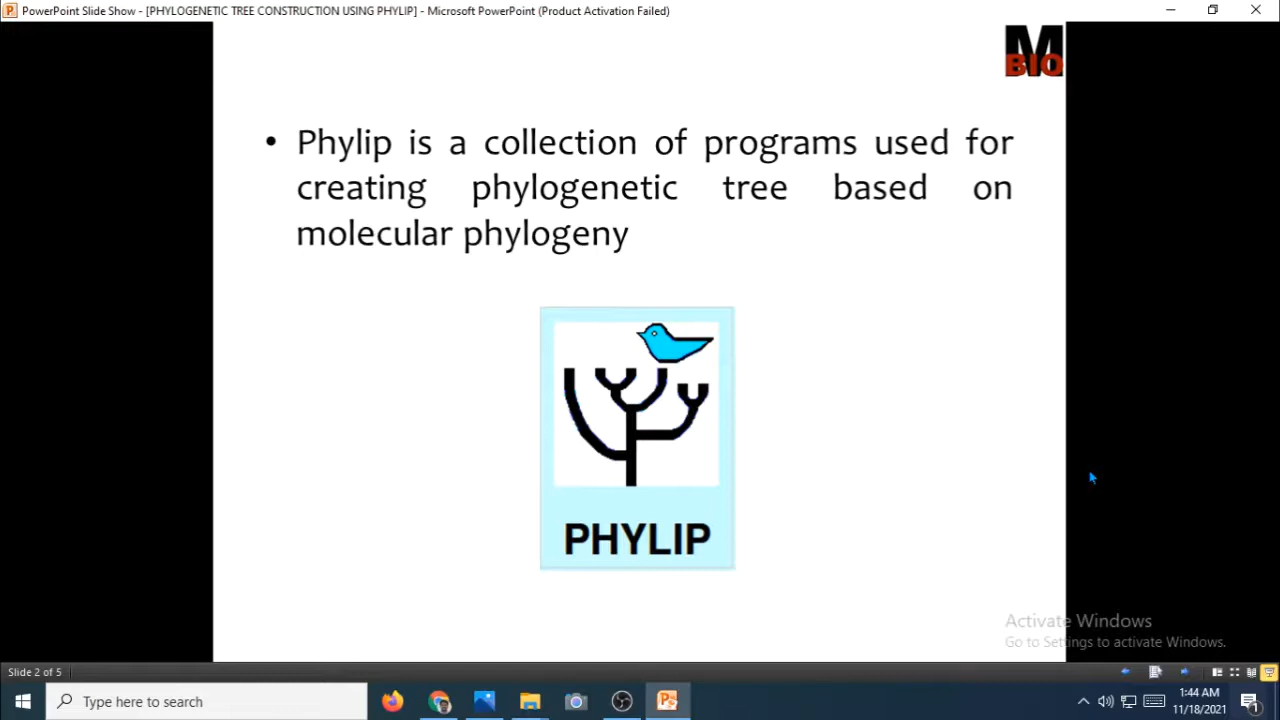 PowerPoint Slide Show - [PHYLOGENETIC TREE CONSTRUCTION USING PHYLIP] - Microsoft PowerPoint (Product Activation Failed)
M
BIO
• Phylip is a collection of programs used for
creating phylogenetic tree based on
molecular phylogeny
PHYLIP
Activate Windows
Go to Settings to activate Windows.
Slide 2 of 5
Type here to search
1:44 AM
11/18/2021
1